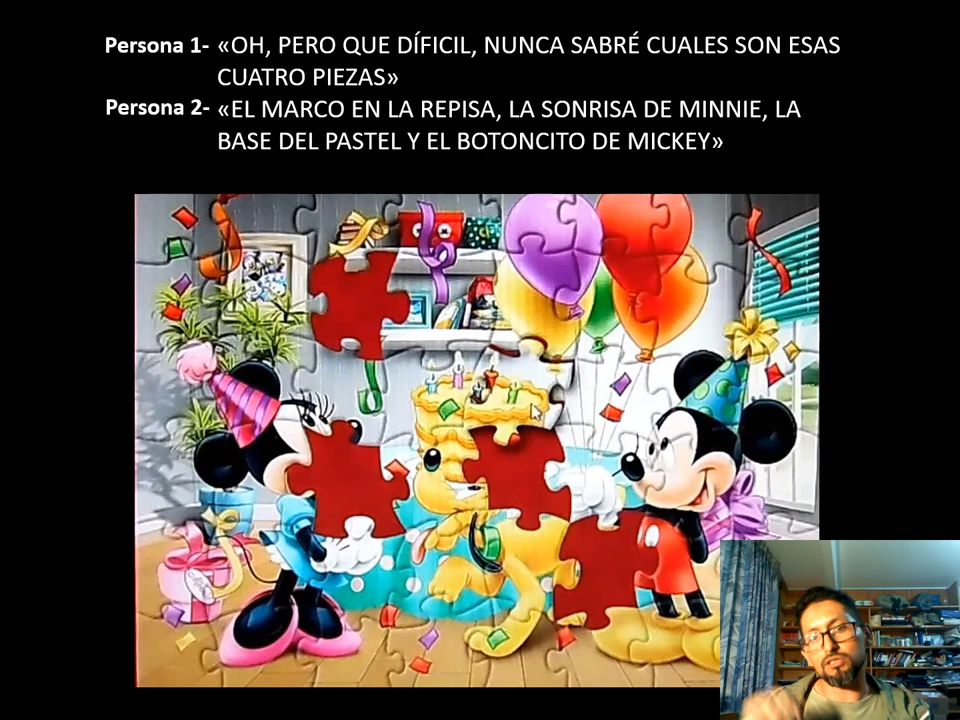 Persona 1- «OH, PERO QUE DÍFICIL, NUNCA SABRÉ CUALES SON ESAS
CUATRO PIEZAS»
Persona 2- «EL MARCO EN LA REPISA, LA SONRISA DE MINNIE, LA
BASE DEL PASTEL Y EL BOTONCITO DE MICKEY»